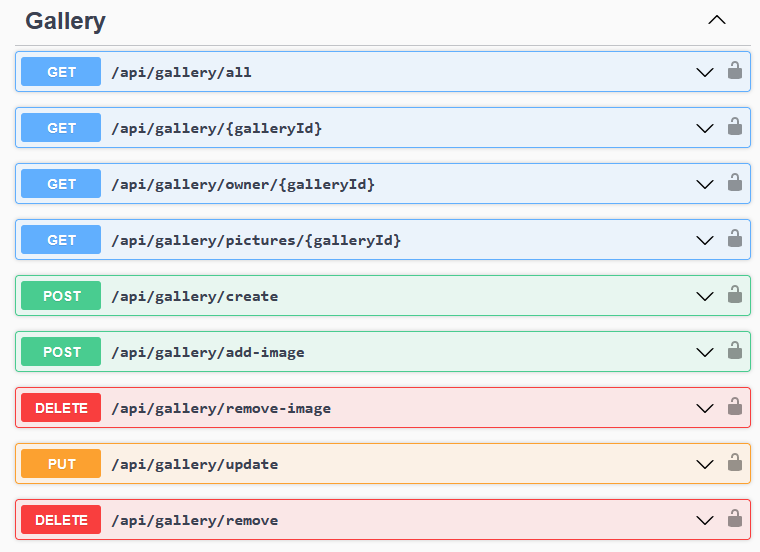 Gallery
GET /api/gallery/all
GET /api/gallery/{galleryId}
GET /api/gallery/owner/{galleryId}
GET /api/gallery/pictures/{galleryId}
POST /api/gallery/create
POST /api/gallery/add-image
DELETE /api/gallery/remove-image
PUT /api/gallery/update
DELETE /api/gallery/remove